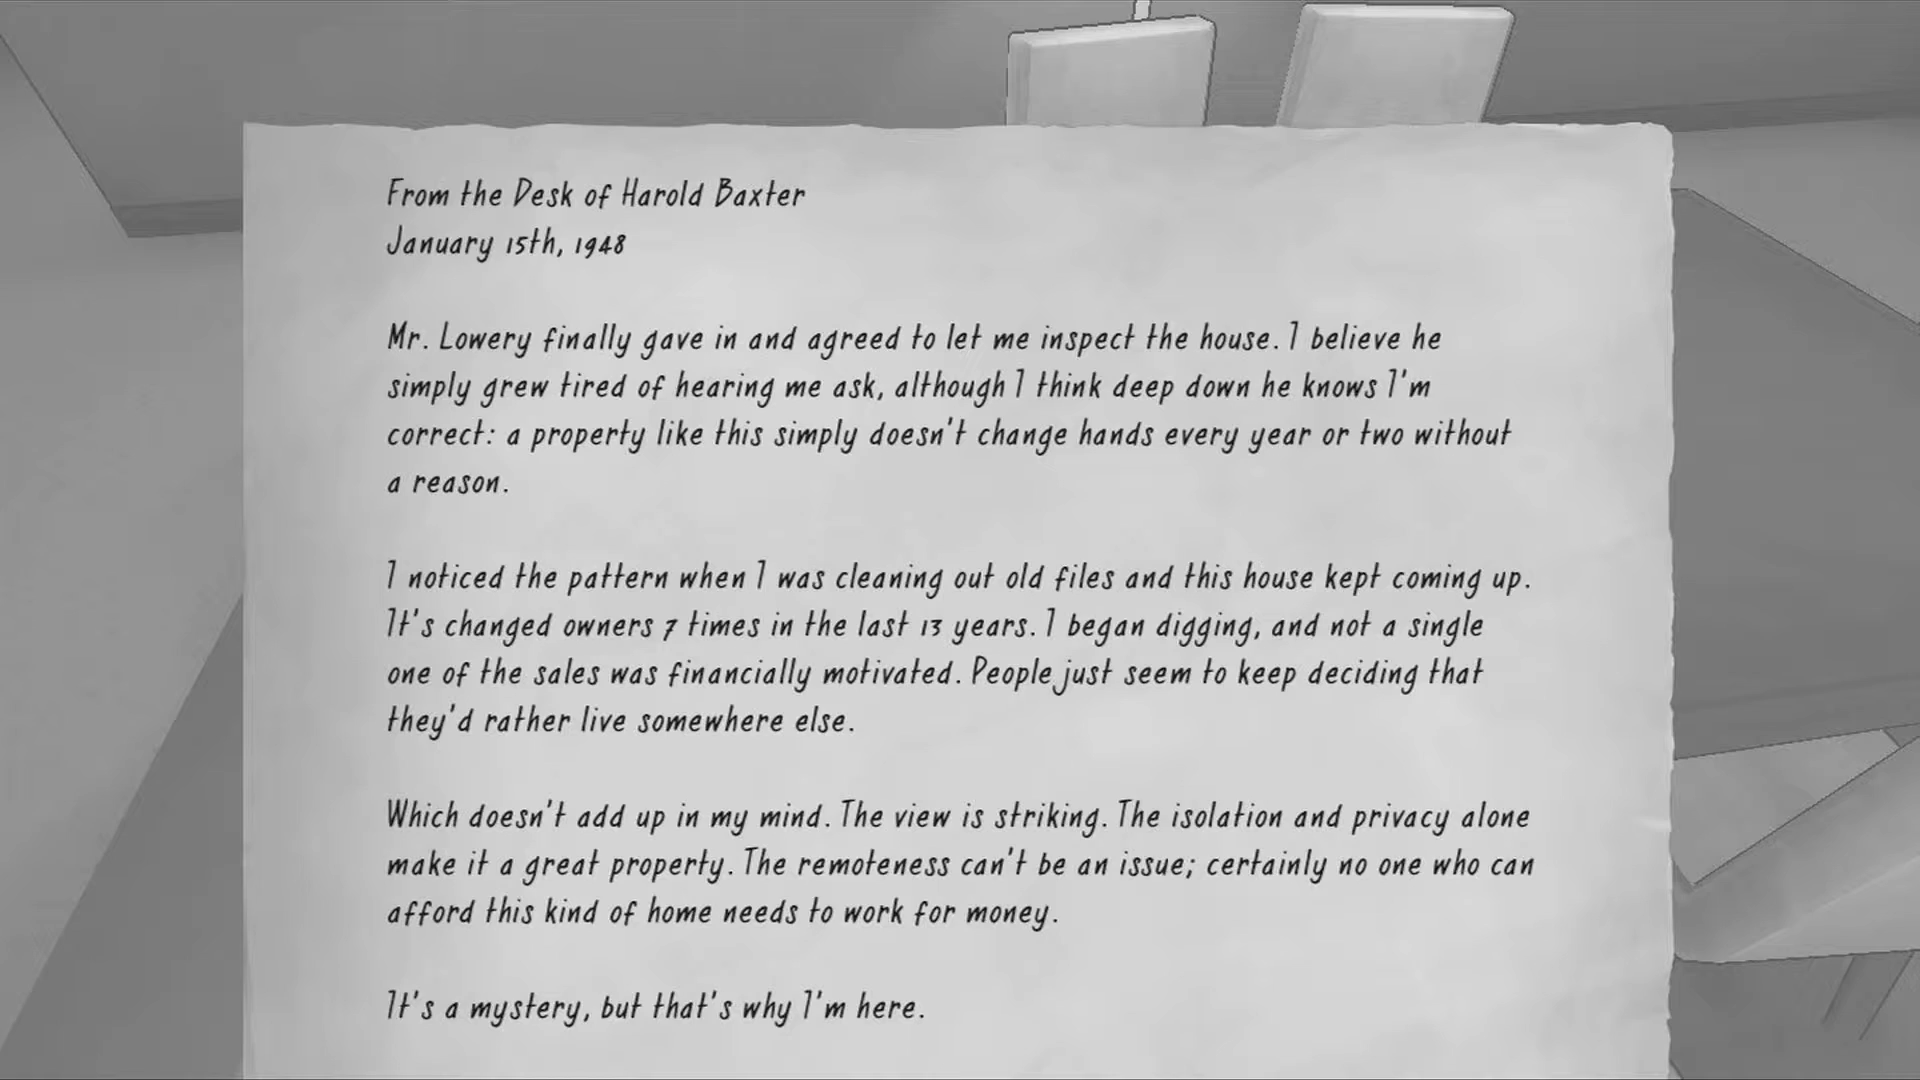 From the Desk of Harold Baxter
January 15th, 1948
Mr. Lowery finally gave in and agreed to let me inspect the house. I believe he
simply grew tired of hearing me ask, although I think deep down he knows I'm
correct: a property like this simply doesn't change hands every year or two without
a reason.
I noticed the pattern when I was cleaning out old files and this house kept coming up.
It's changed owners 7 times in the last 13 years. I began digging, and not a single
one of the sales was financially motivated. People just seem to keep deciding that
they'd rather live somewhere else.
Which doesn't add up in my mind. The view is striking. The isolation and privacy alone
make it a great property. The remoteness can't be an issue; certainly no one who can
afford this kind of home needs to work for money.
It's a mystery, but that's why I'm here.